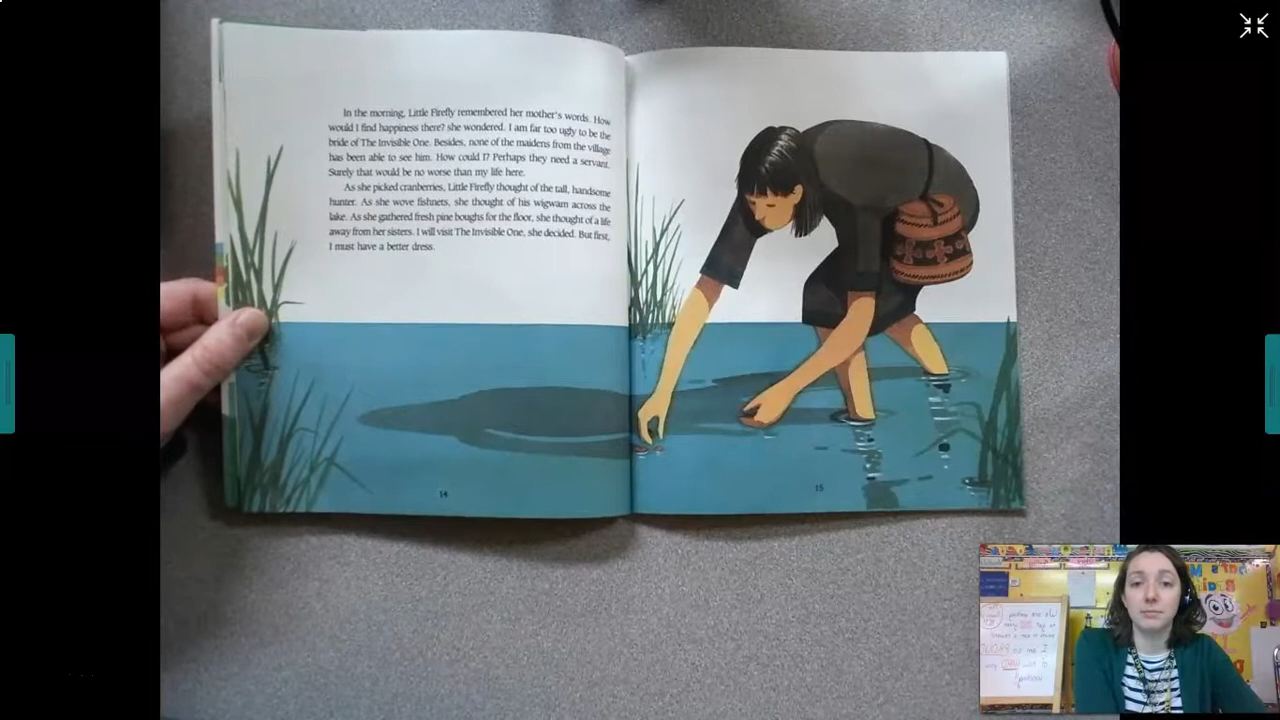 In the morning, Little Firefly remembered her mother's words. How
would I find happiness there? she wondered. I am far too ugly to be the
bride of The Invisible One. Besides, none of the maidens from the village
has been able to see him. How could I? Perhaps they need a servant.
Surely that would be no worse than my life here.
As she picked cranberries, Little Firefly thought of the tall, handsome
hunter. As she wove fishnets, she thought of his wigwam across the
lake. As she gathered fresh pine boughs for the floor, she thought of a life
away from her sisters. I will visit The Invisible One, she decided. But first,
I must have a better dress.
14
15